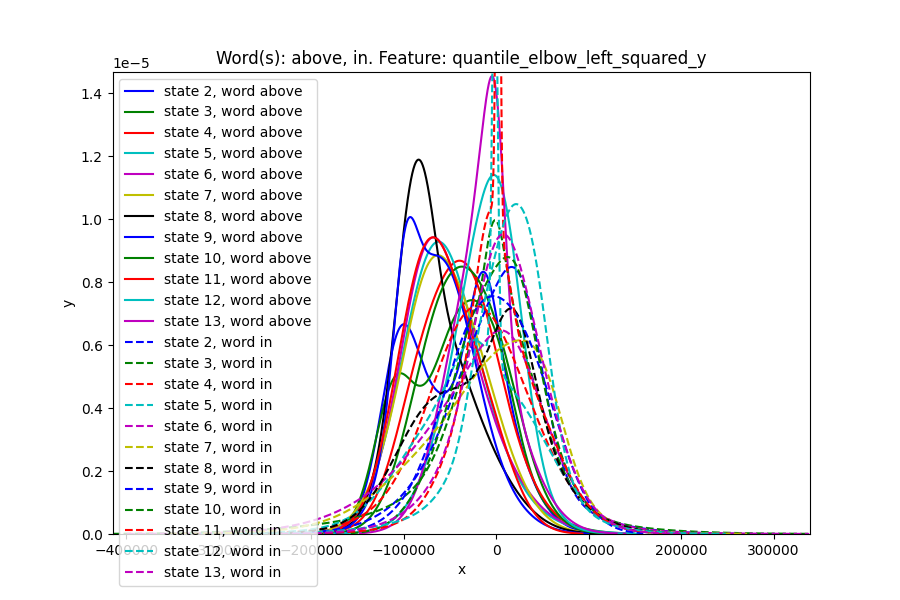 Word(s): above, in. Feature: quantile_elbow_left_squared_y
1e−5
1.4
1.2
1.0
0.8
0.6
0.4
0.2
0.0
y
state 2, word above
state 3, word above
state 4, word above
state 5, word above
state 6, word above
state 7, word above
state 8, word above
state 9, word above
state 10, word above
state 11, word above
state 12, word above
state 13, word above
state 2, word in
state 3, word in
state 4, word in
state 5, word in
state 6, word in
state 7, word in
state 8, word in
state 9, word in
state 10, word in
state 11, word in
state 12, word in
state 13, word in
−400000 −300000 −200000 −100000 0 100000 200000 300000
x